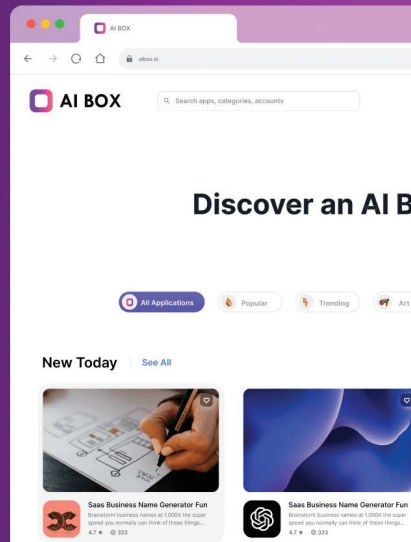 AI BOX
aibox.ai
AI BOX
Search apps, categories, accounts
Discover an AI B
All Applications
Popular
Trending
Art
New Today
See All
Saas Business Name Generator Fun
Brainstorm business names at 1,000X the super
speed you normally can think of these things...
4.7 ★ 323
Saas Business Name Generator Fun
Brainstorm business names at 1,000X the super
speed you normally can think of these things...
4.7 ★ 323